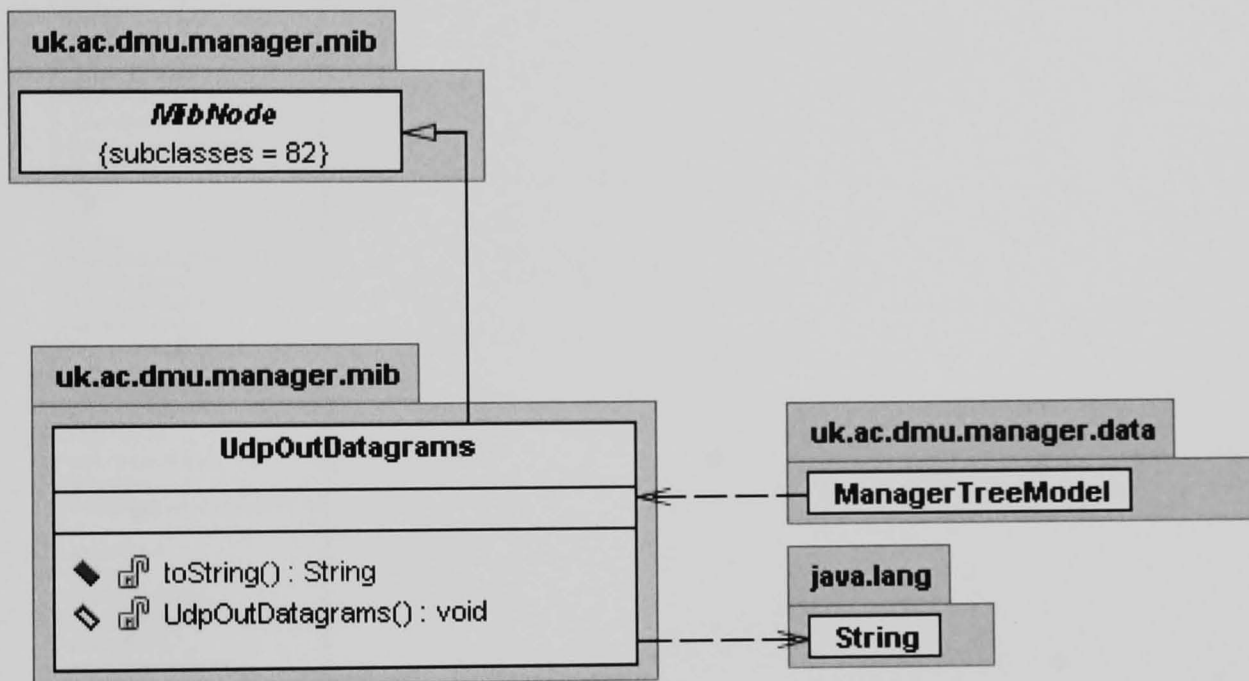 uk.ac.dmu.manager.mib
MibNode
{subclasses = 82}
uk.ac.dmu.manager.mib
UdpOutDatagrams
toString() : String
UdpOutDatagrams() : void
uk.ac.dmu.manager.data
ManagerTreeModel
java.lang
String